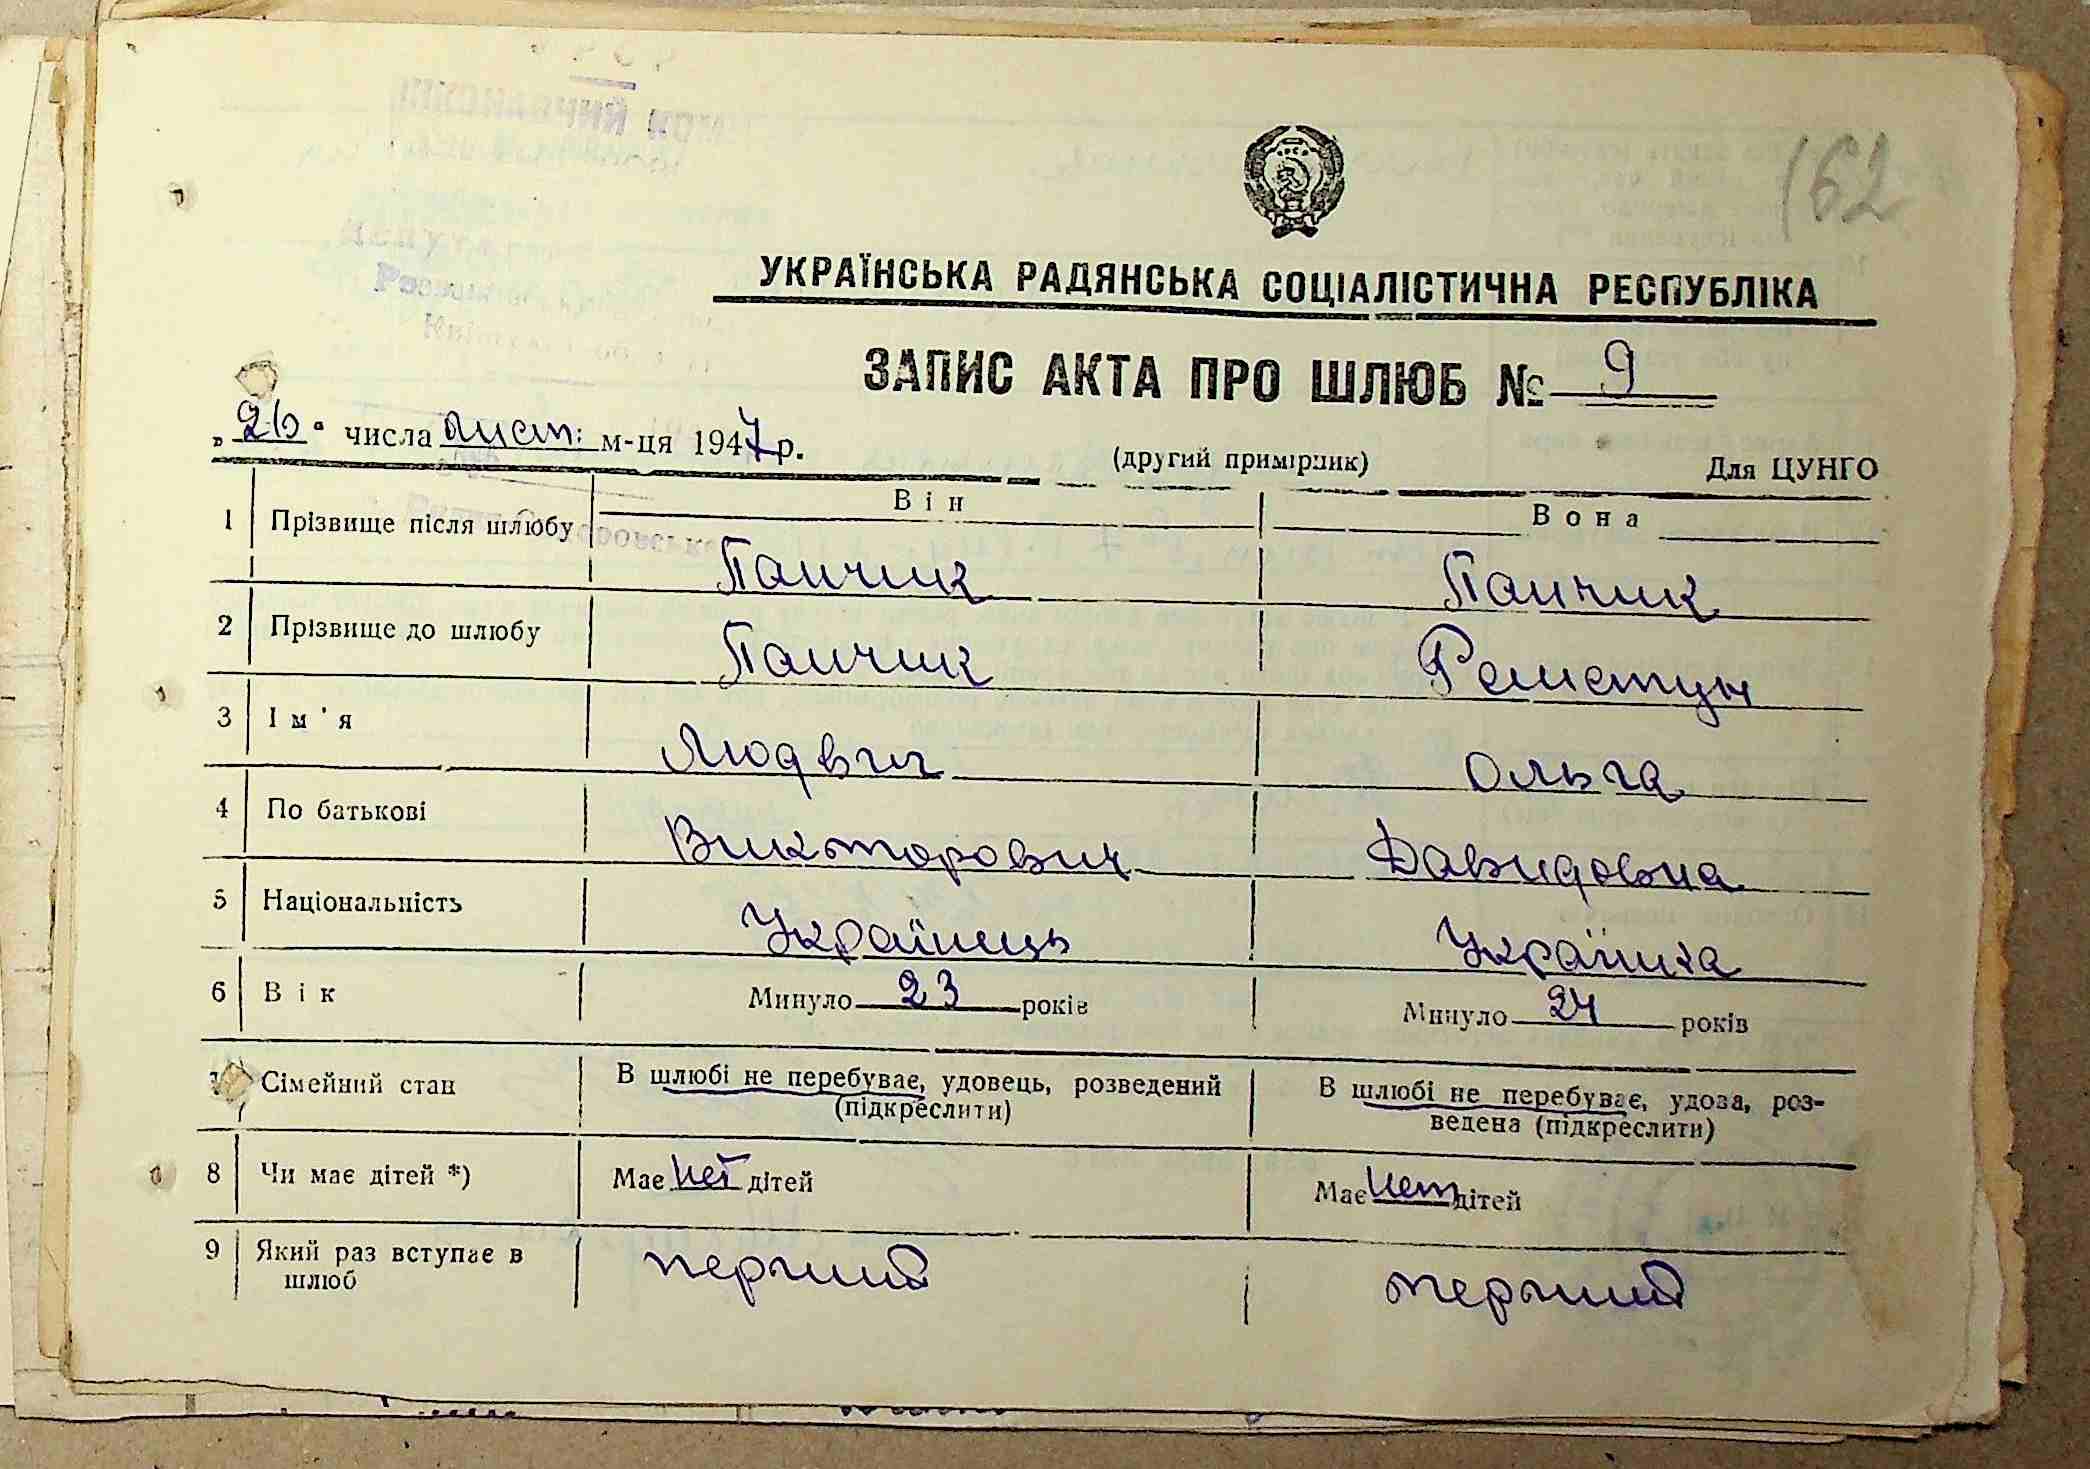 162
УКРАЇНСЬКА РАДЯНСЬКА СОЦІАЛІСТИЧНА РЕСПУБЛІКА
ЗАПИС АКТА ПРО ШЛЮБ № 9
„26“ числа лист: м-ця 1947 р.
(другий примірник) Для ЦУНГО
Він Вона
1 Прізвище після шлюбу Панчик Панчик
2 Прізвище до шлюбу Панчик Решетун
3 Ім'я Людвиг Ольга
4 По батькові Викторович Давидовна
5 Національність Українець Українка
6 Вік Минуло 23 років Минуло 24 років
7 Сімейний стан В шлюбі не перебуває, удовець, розведений (підкреслити) В шлюбі не перебуває, удова, роз-
ведена (підкреслити)
8 Чи має дітей *) Має нет дітей Має нет дітей
9 Який раз вступає в шлюб перший перший